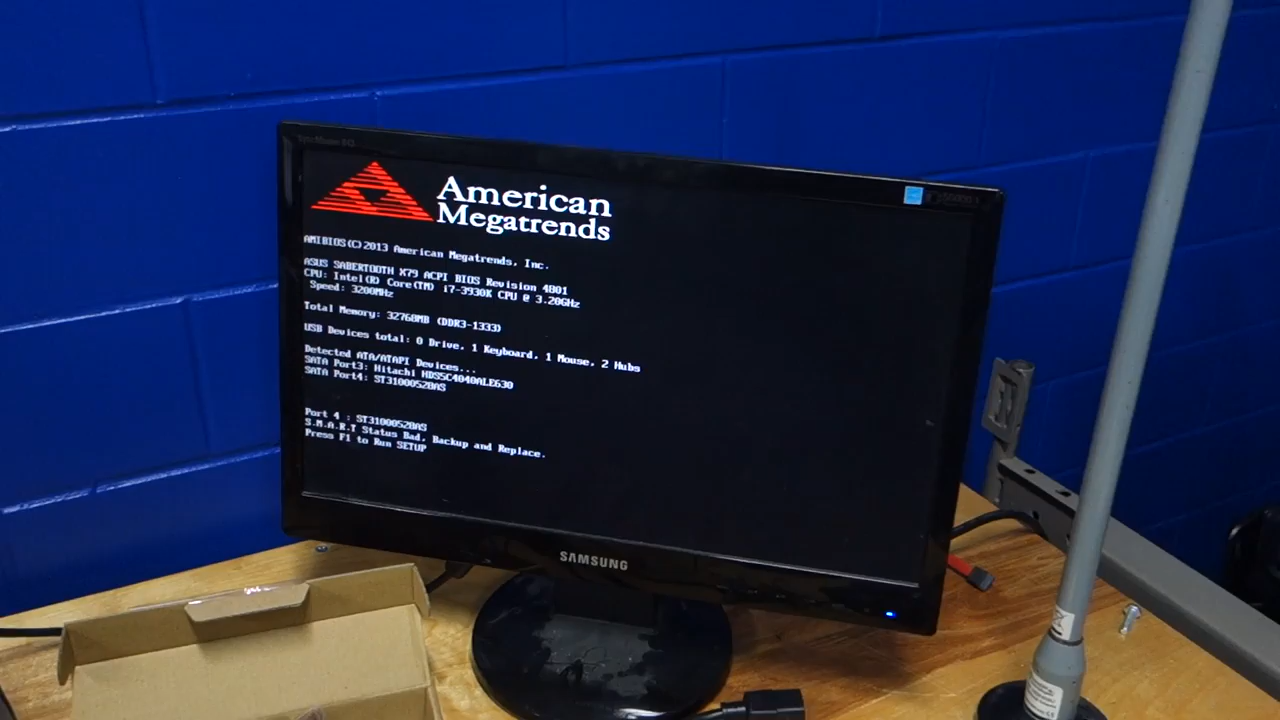 American
Megatrends
AMIBIOS(C)2013 American Megatrends, Inc.
ASUS SABERTOOTH X79 ACPI BIOS Revision 4801
CPU: Intel(R) Core(TM) i7-3930K CPU @ 3.20GHz
Speed: 3200MHz
Total Memory: 32768MB (DDR3-1333)
USB Devices total: 0 Drive, 1 Keyboard, 1 Mouse, 2 Hubs
Detected ATA/ATAPI Devices...
SATA Port3: Hitachi HDS5C4040ALE630
SATA Port4: ST31000528AS
Port 4 : ST31000528AS
S.M.A.R.T Status Bad, Backup and Replace.
Press F1 to Run SETUP
SAMSUNG